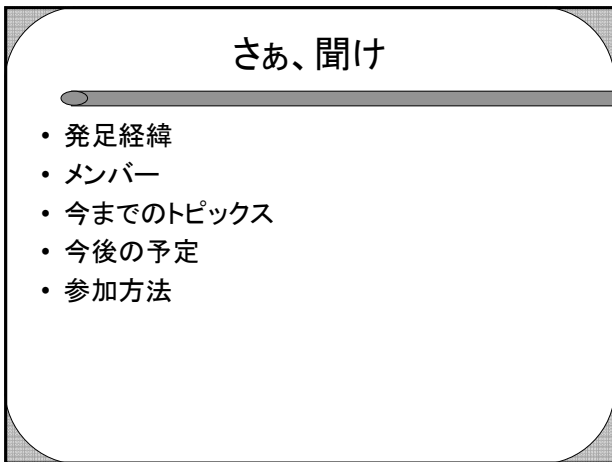 さぁ、聞け
• 発足経緯
• メンバー
• 今までのトピックス
• 今後の予定
• 参加方法